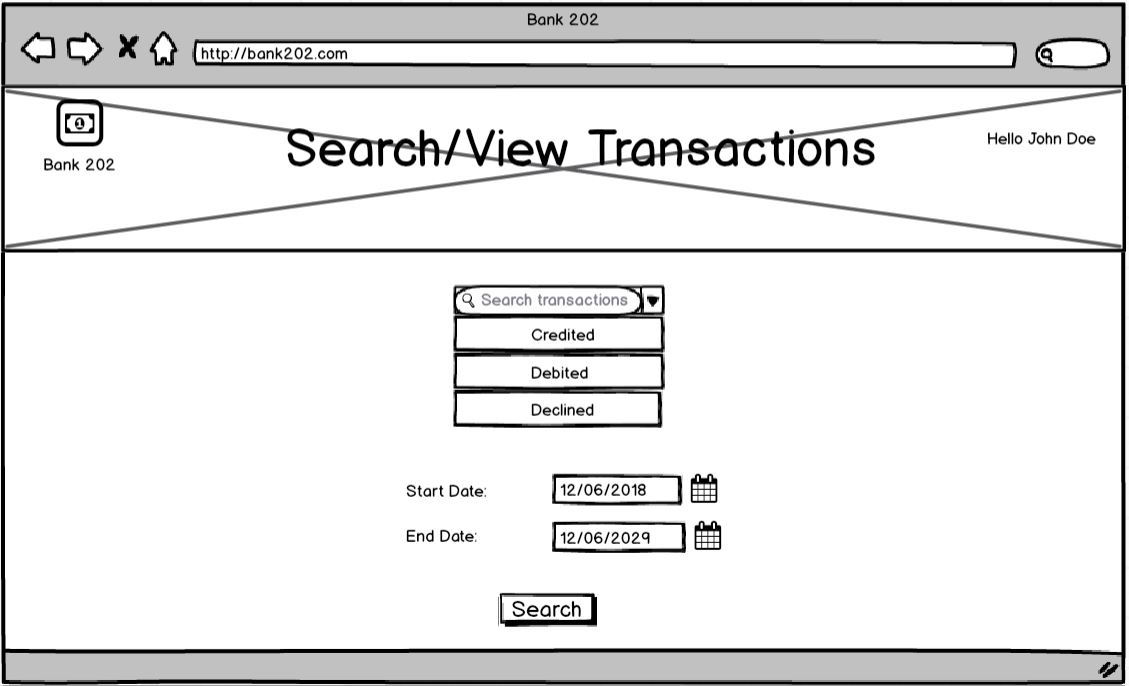 Bank 202
http://bank202.com
Search/View Transactions
Hello John Doe
Bank 202
Search transactions
Credited
Debited
Declined
Start Date:
12/06/2018
End Date:
12/06/2029
Search